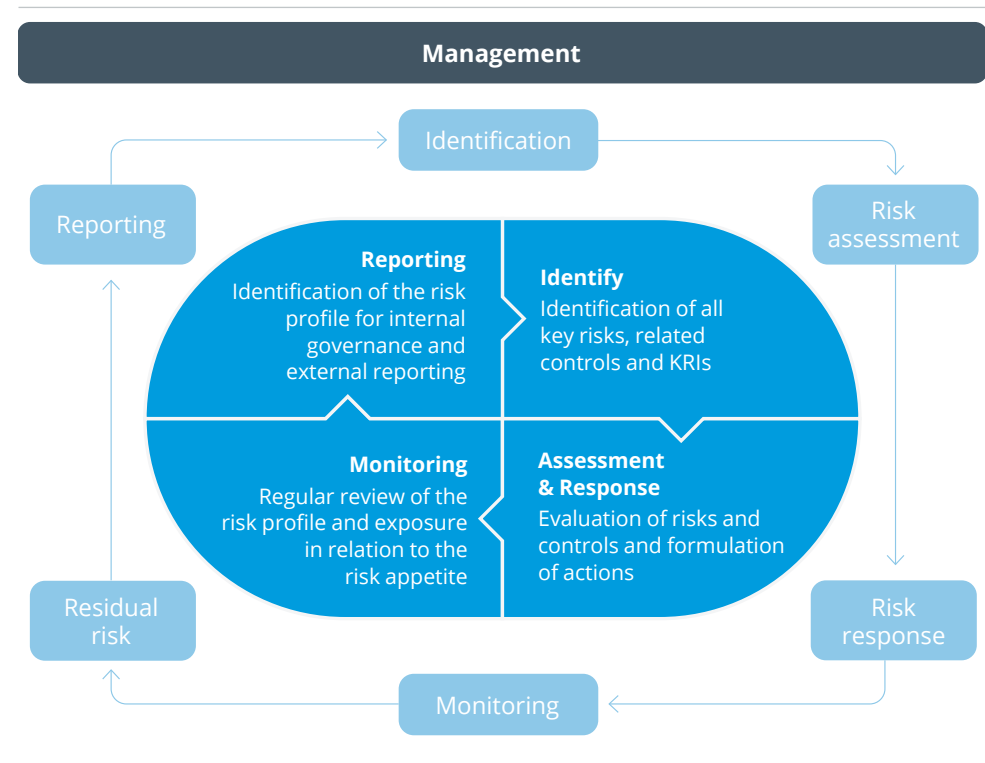 Management
Identification
Reporting
Risk
assessment
Reporting
Identification of the risk
profile for internal
governance and
external reporting
Identify
Identification of all
key risks, related
controls and KRIs
Monitoring
Regular review of the
risk profile and exposure
in relation to the
risk appetite
Assessment
& Response
Evaluation of risks and
controls and formulation
of actions
Residual
risk
Risk
response
Monitoring